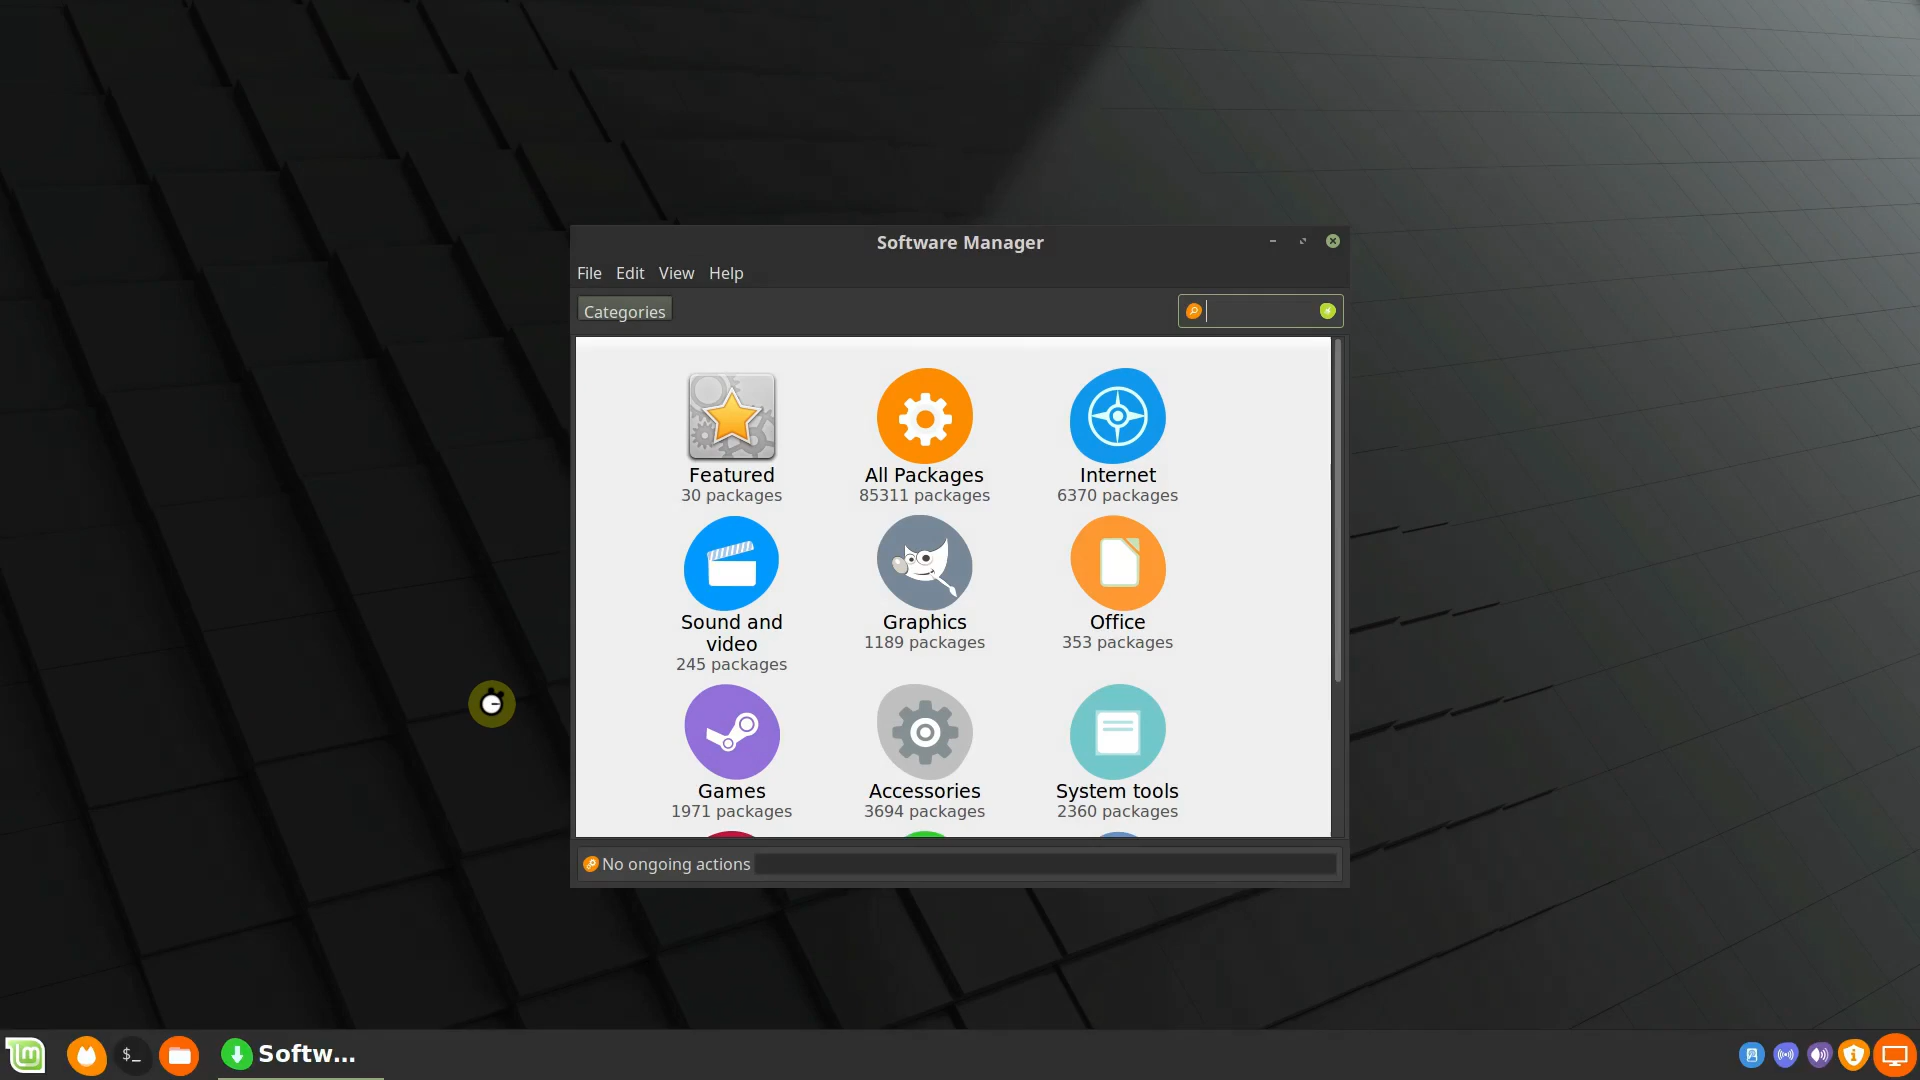 Software Manager
File Edit View Help
Categories
Featured
30 packages
All Packages
85311 packages
Internet
6370 packages
Sound and
video
245 packages
Graphics
1189 packages
Office
353 packages
Games
1971 packages
Accessories
3694 packages
System tools
2360 packages
No ongoing actions
$_
Softw...